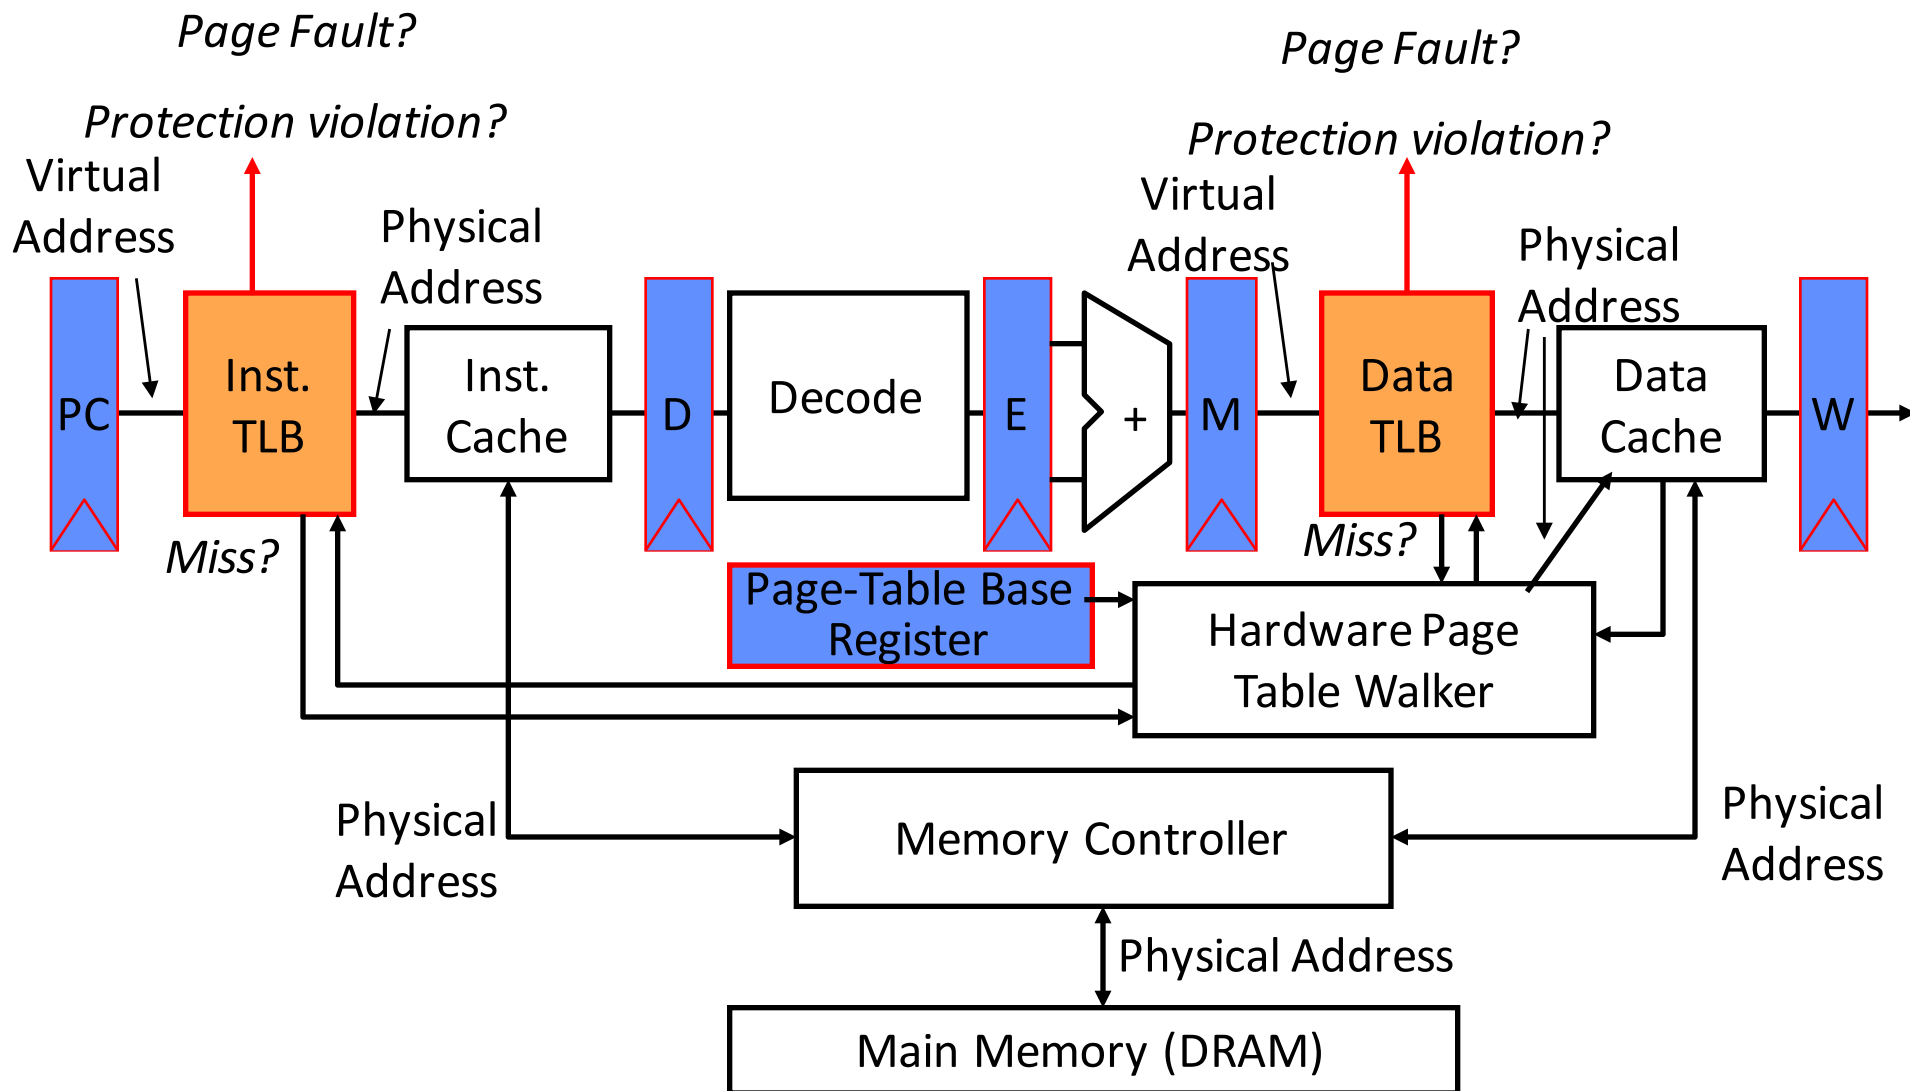 Page Fault?
Protection violation?
Page Fault?
Protection violation?
Virtual
Address
Physical
Address
Virtual
Address
Physical
Address
PC
Inst.
TLB
Inst.
Cache
D
Decode
E
+
M
Data
TLB
Data
Cache
W
Miss?
Miss?
Page-Table Base
Register
Hardware Page
Table Walker
Physical
Address
Memory Controller
Physical
Address
Physical Address
Main Memory (DRAM)